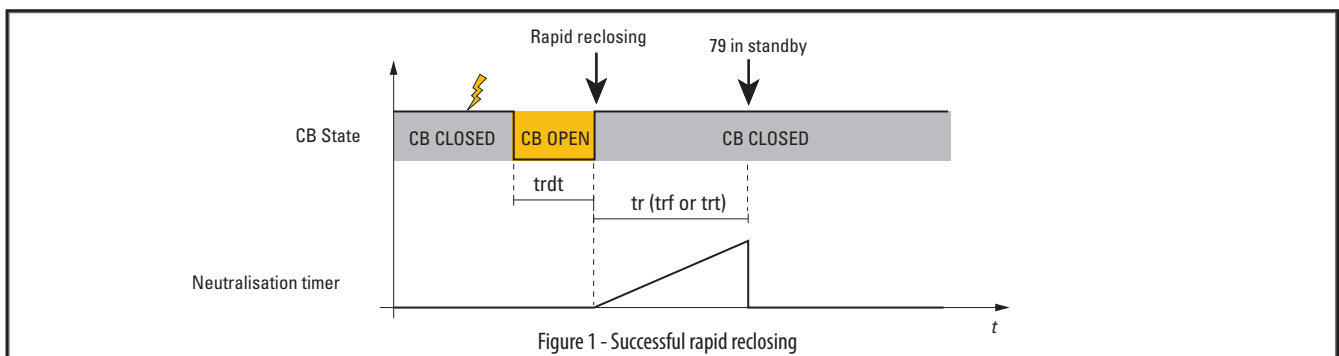 Rapid reclosing
79 in standby
CB State
CB CLOSED
CB OPEN
CB CLOSED
trdt
tr (trf or trt)
Neutralisation timer
t
Figure 1 - Successful rapid reclosing